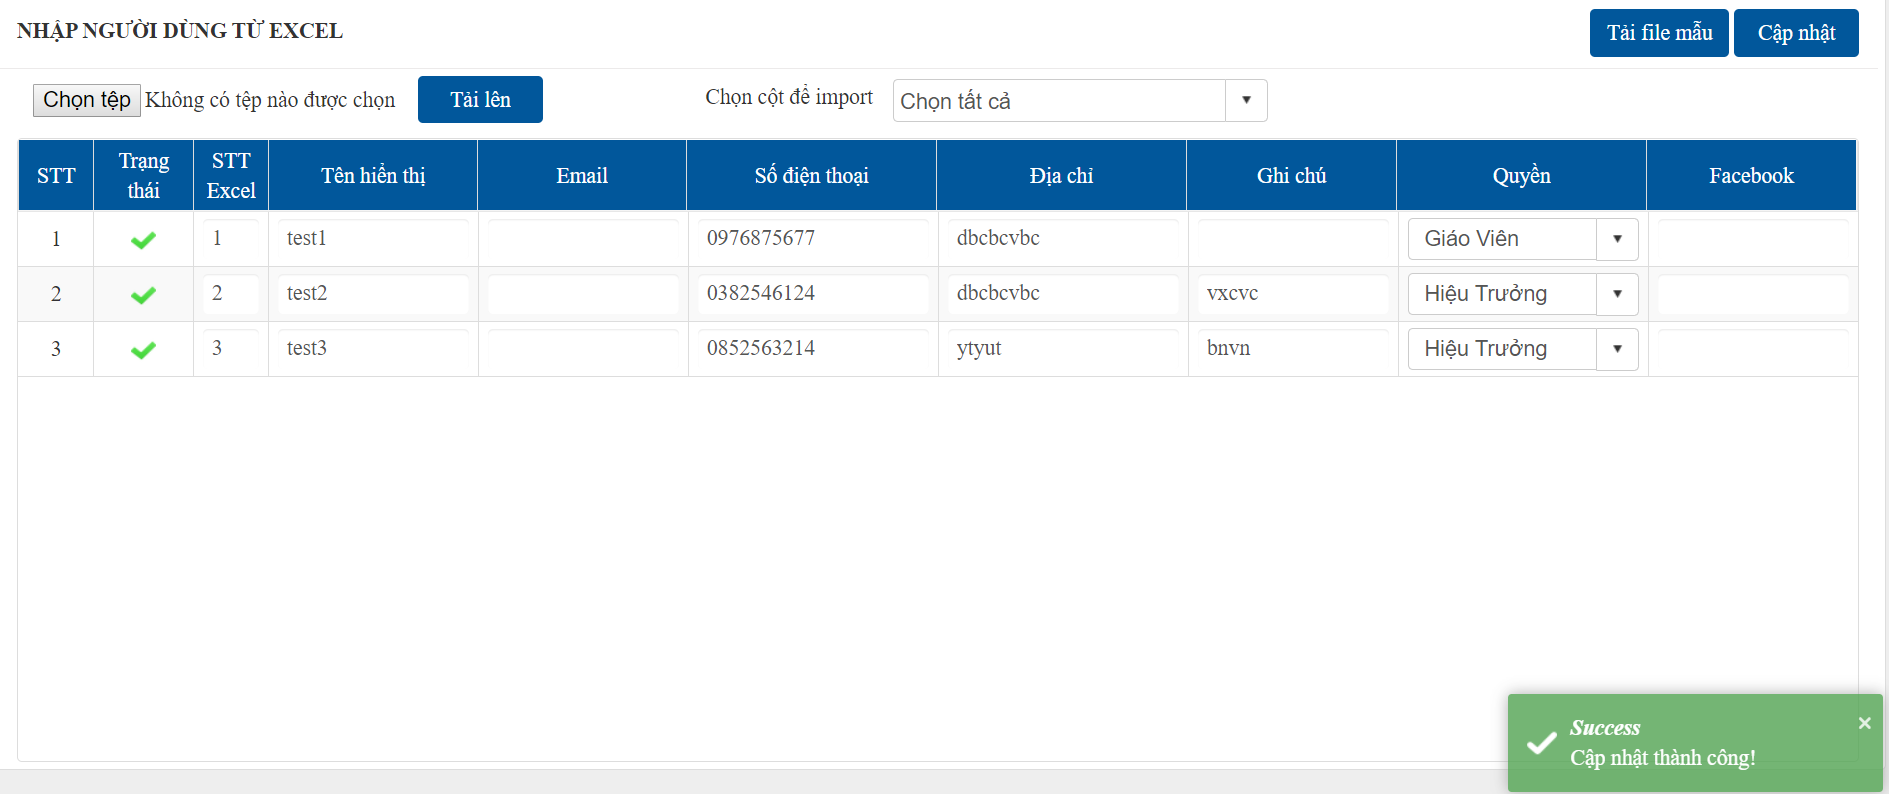 NHẬP NGƯỜI DÙNG TỪ EXCEL
Tải file mẫu
Cập nhật
Chọn tệp Không có tệp nào được chọn
Tải lên
Chọn cột để import
Chọn tất cả
STT Trạng thái STT Excel Tên hiển thị Email Số điện thoại Địa chỉ Ghi chú Quyền Facebook
1 1 test1 0976875677 dbcbcvbc Giáo Viên
2 2 test2 0382546124 dbcbcvbc vxcvc Hiệu Trưởng
3 3 test3 0852563214 ytyut bnvn Hiệu Trưởng
Success
Cập nhật thành công!